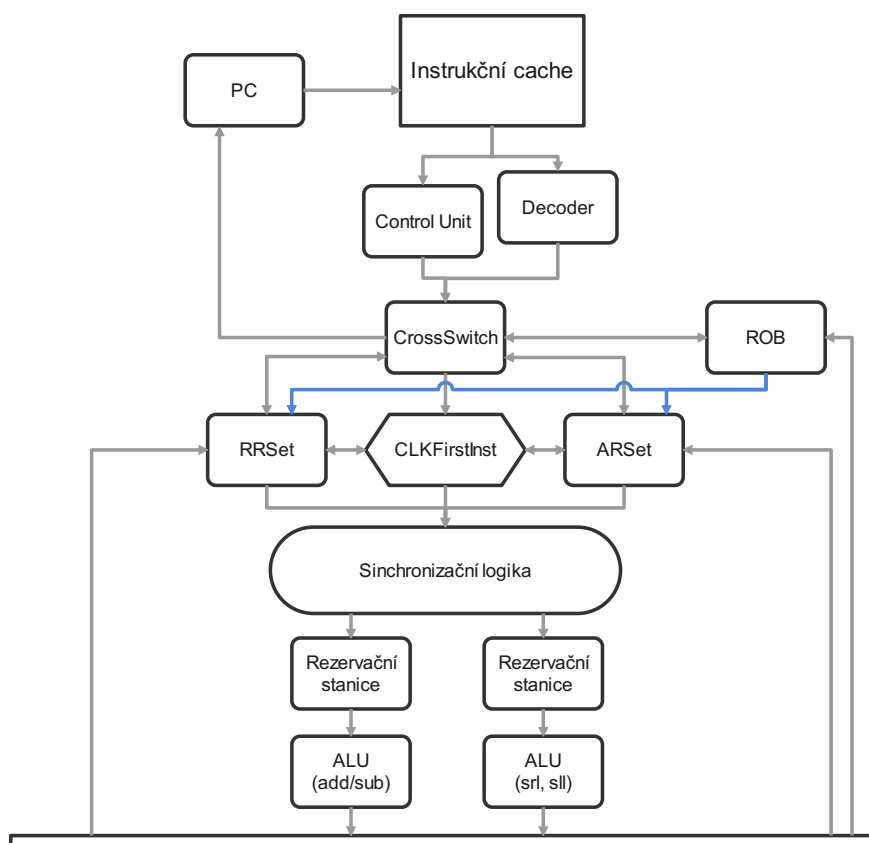 Instrukční cache
PC
Control Unit
Decoder
CrossSwitch
ROB
RRSet
CLKFirstInst
ARSet
Sinchronizační logika
Rezervační
stanice
Rezervační
stanice
ALU
(add/sub)
ALU
(srl, sll)